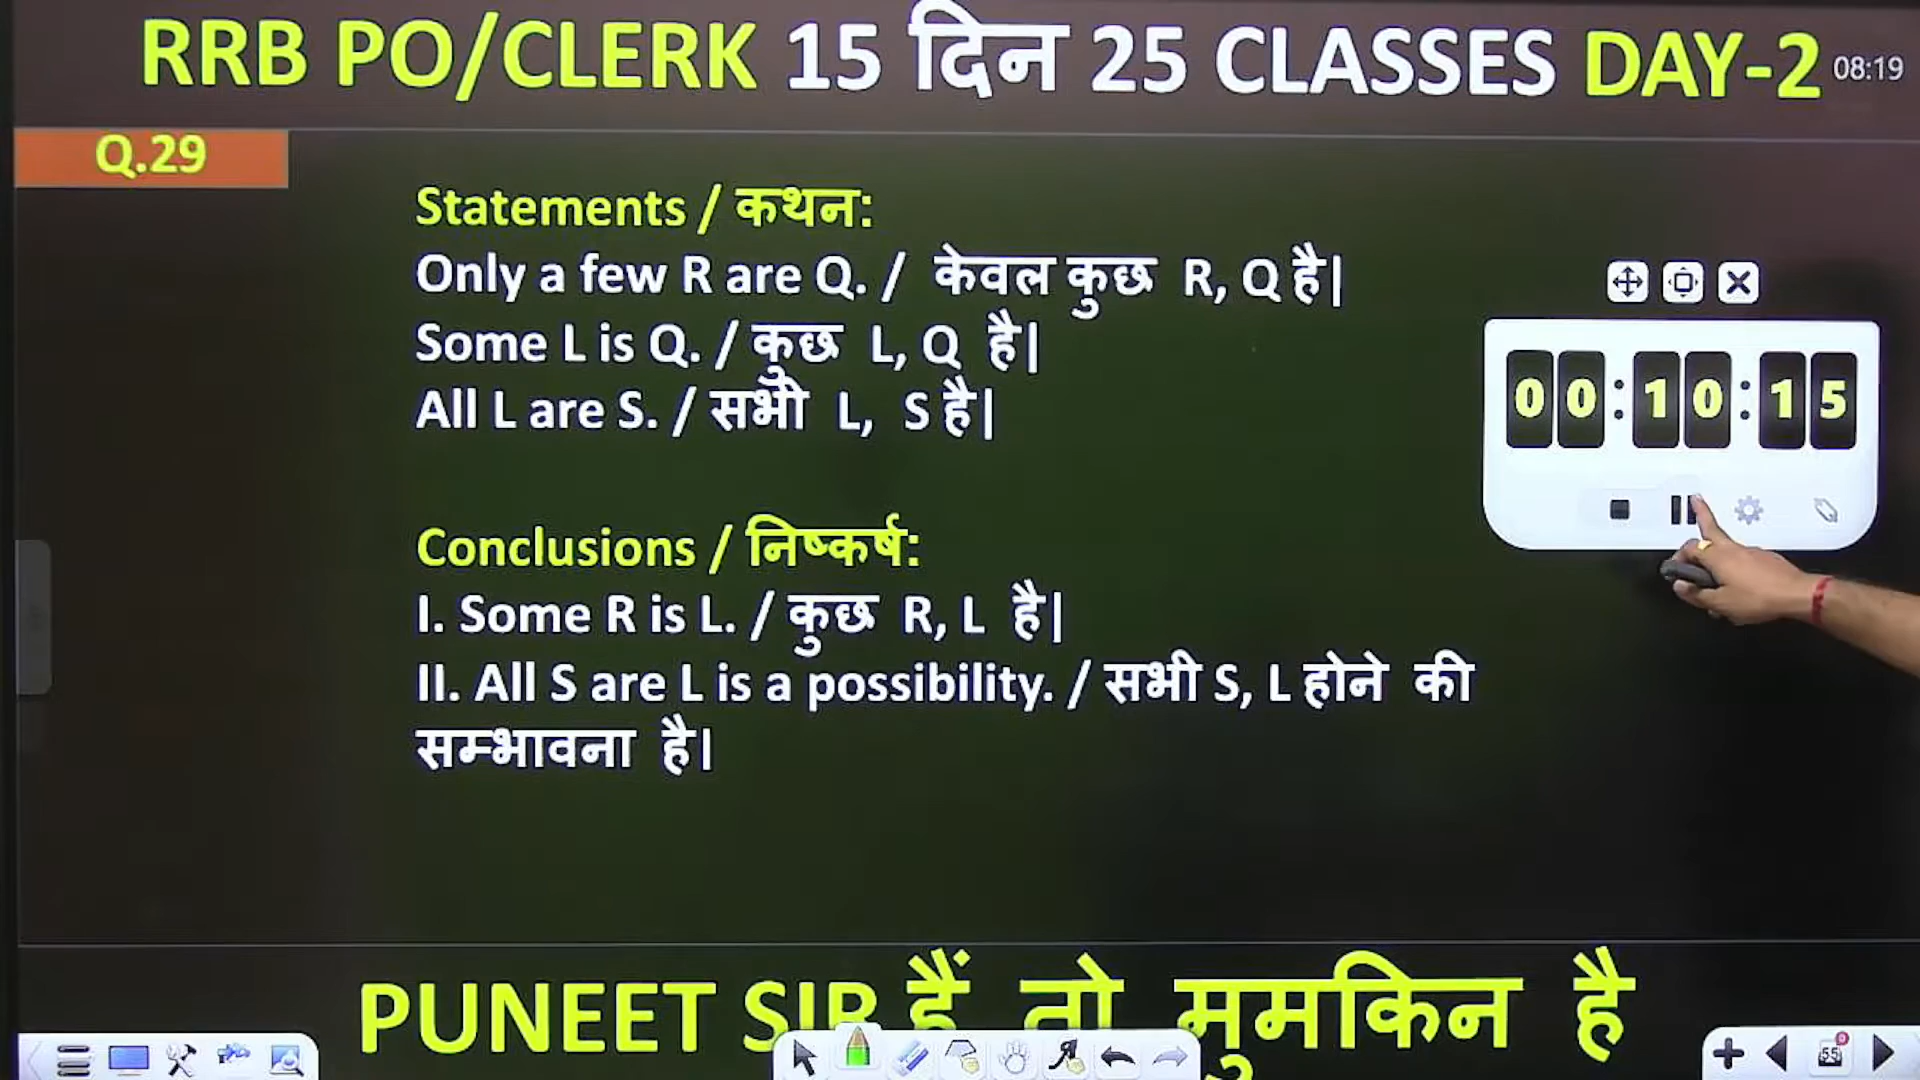 RRB PO/CLERK 15 दिन 25 CLASSES DAY-2 08:19
Q.29
Statements / कथन:
Only a few R are Q. / केवल कुछ R, Q है|
Some L is Q. / कुछ L, Q है|
All L are S. / सभी L, S है|
00:10:15
Conclusions / निष्कर्ष:
I. Some R is L. / कुछ R, L है|
II. All S are L is a possibility. / सभी S, L होने की
सम्भावना है|
PUNEET SIR हैं तो मुमकिन है
55
0